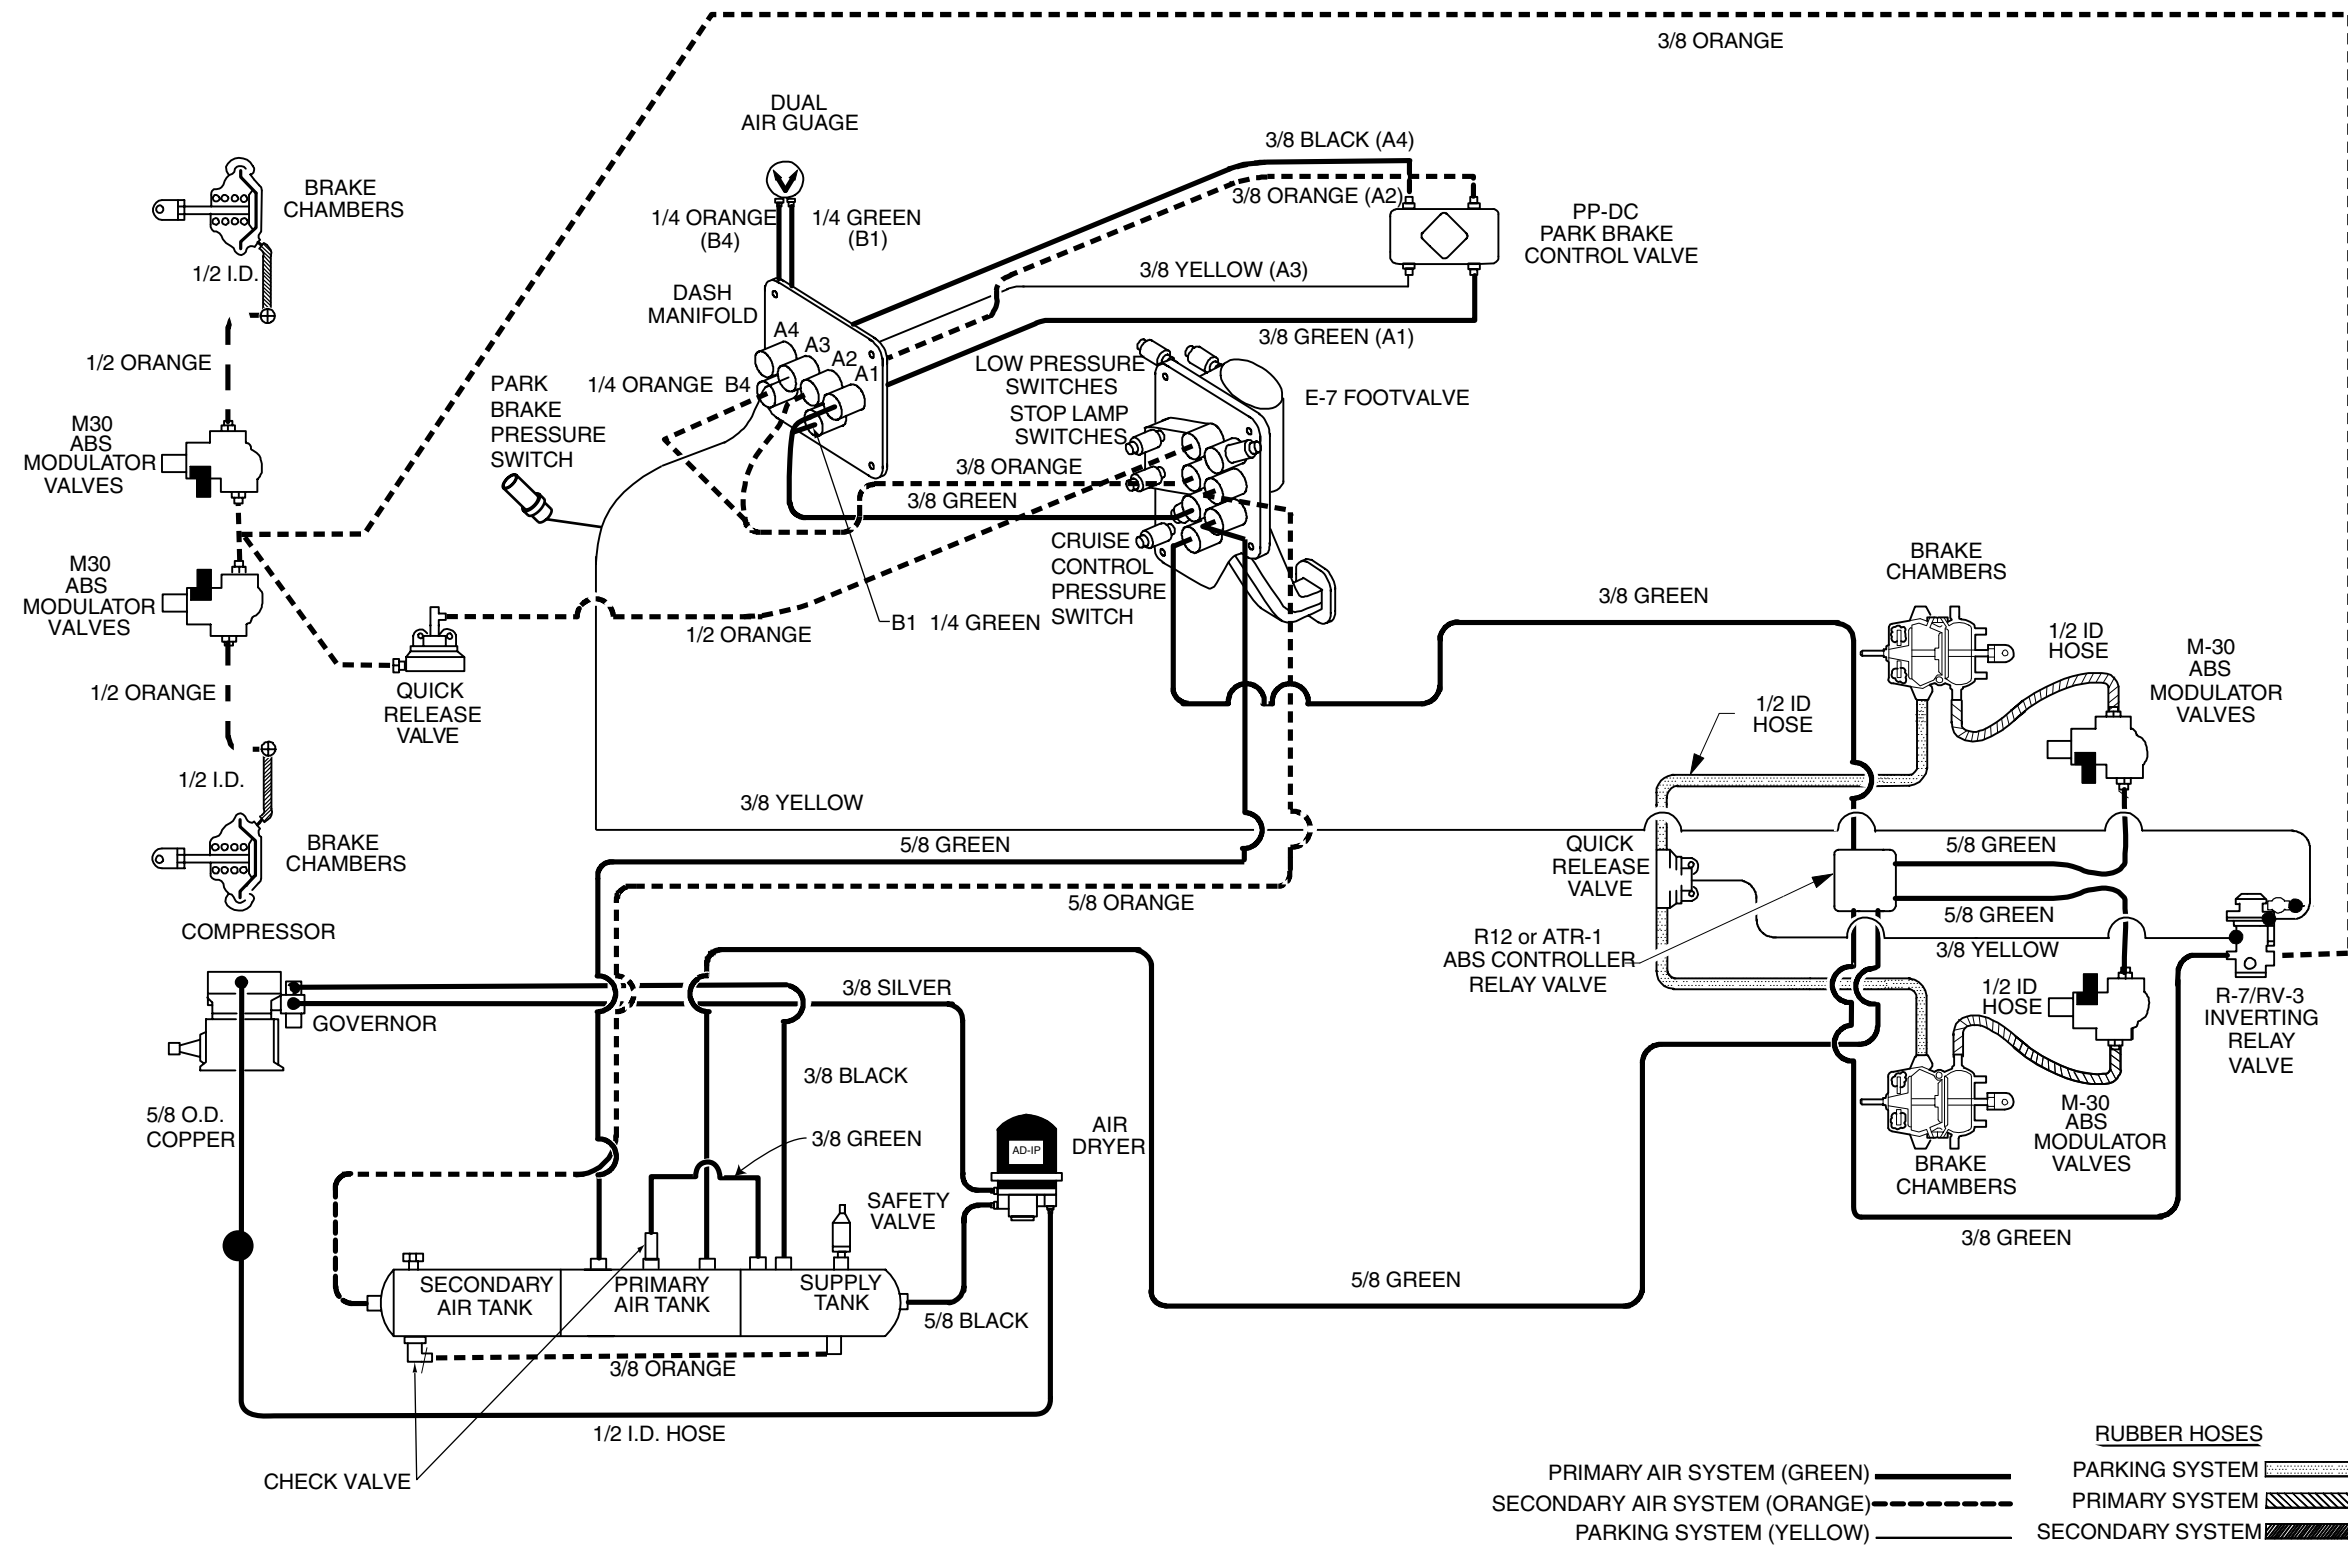 3/8 ORANGE
DUAL
AIR GUAGE
3/8 BLACK (A4)
BRAKE
CHAMBERS
3/8 ORANGE (A2)
1/4 ORANGE
(B4)
1/4 GREEN
(B1)
PP-DC
PARK BRAKE
CONTROL VALVE
1/2 I.D.
3/8 YELLOW (A3)
DASH
MANIFOLD
A4
A3
A2
A1
3/8 GREEN (A1)
1/2 ORANGE
LOW PRESSURE
SWITCHES
PARK
BRAKE
PRESSURE
SWITCH
1/4 ORANGE B4
E-7 FOOTVALVE
STOP LAMP
SWITCHES
M30
ABS
MODULATOR
VALVES
3/8 ORANGE
3/8 GREEN
CRUISE
CONTROL
PRESSURE
SWITCH
M30
ABS
MODULATOR
VALVES
BRAKE
CHAMBERS
3/8 GREEN
B1 1/4 GREEN
1/2 ORANGE
1/2 ID
HOSE
M-30
ABS
MODULATOR
VALVES
1/2 ORANGE
QUICK
RELEASE
VALVE
1/2 ID
HOSE
1/2 I.D.
3/8 YELLOW
BRAKE
CHAMBERS
5/8 GREEN
QUICK
RELEASE
VALVE
5/8 GREEN
5/8 ORANGE
5/8 GREEN
COMPRESSOR
R12 or ATR-1
ABS CONTROLLER
RELAY VALVE
3/8 YELLOW
3/8 SILVER
GOVERNOR
1/2 ID
HOSE
R-7/RV-3
INVERTING
RELAY
VALVE
3/8 BLACK
5/8 O.D.
COPPER
3/8 GREEN
AD-IP
AIR
DRYER
M-30
ABS
MODULATOR
VALVES
BRAKE
CHAMBERS
SAFETY
VALVE
3/8 GREEN
SECONDARY
AIR TANK
PRIMARY
AIR TANK
SUPPLY
TANK
5/8 GREEN
5/8 BLACK
3/8 ORANGE
1/2 I.D. HOSE
CHECK VALVE
RUBBER HOSES
PRIMARY AIR SYSTEM (GREEN)
PARKING SYSTEM
SECONDARY AIR SYSTEM (ORANGE)
PRIMARY SYSTEM
PARKING SYSTEM (YELLOW)
SECONDARY SYSTEM